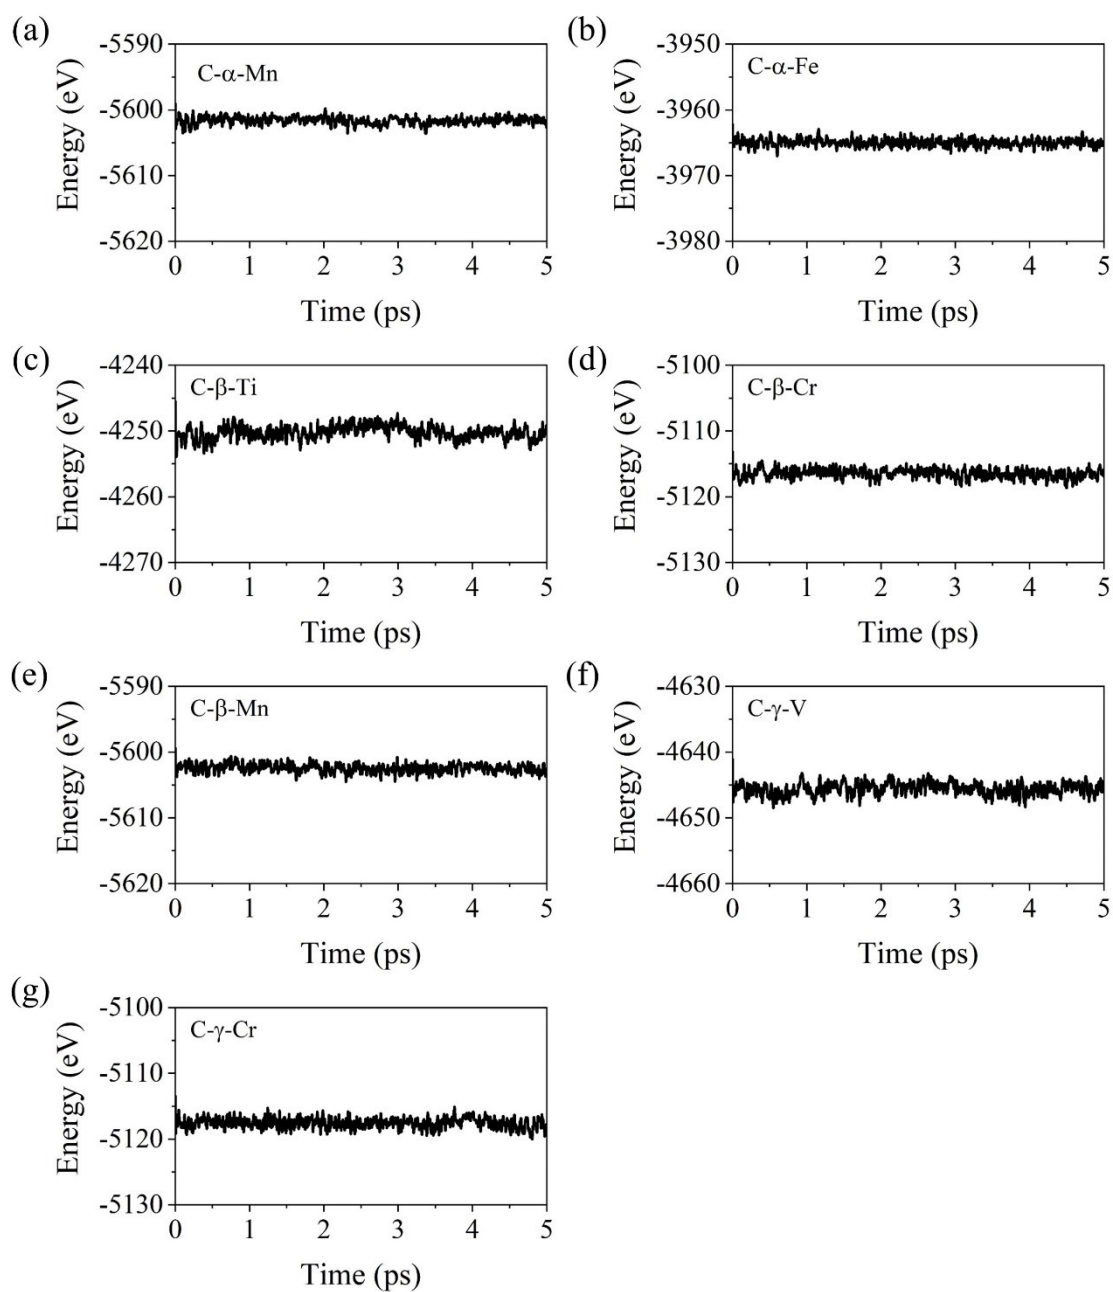 (a)
-5590
-5600
-5610
-5620
Energy (eV)
C-α-Mn
0 1 2 3 4 5
Time (ps)
(b)
-3950
-3960
-3970
-3980
Energy (eV)
C-α-Fe
0 1 2 3 4 5
Time (ps)
(c)
-4240
-4250
-4260
-4270
Energy (eV)
C-β-Ti
0 1 2 3 4 5
Time (ps)
(d)
-5100
-5110
-5120
-5130
Energy (eV)
C-β-Cr
0 1 2 3 4 5
Time (ps)
(e)
-5590
-5600
-5610
-5620
Energy (eV)
C-β-Mn
0 1 2 3 4 5
Time (ps)
(f)
-4630
-4640
-4650
-4660
Energy (eV)
C-γ-V
0 1 2 3 4 5
Time (ps)
(g)
-5100
-5110
-5120
-5130
Energy (eV)
C-γ-Cr
0 1 2 3 4 5
Time (ps)